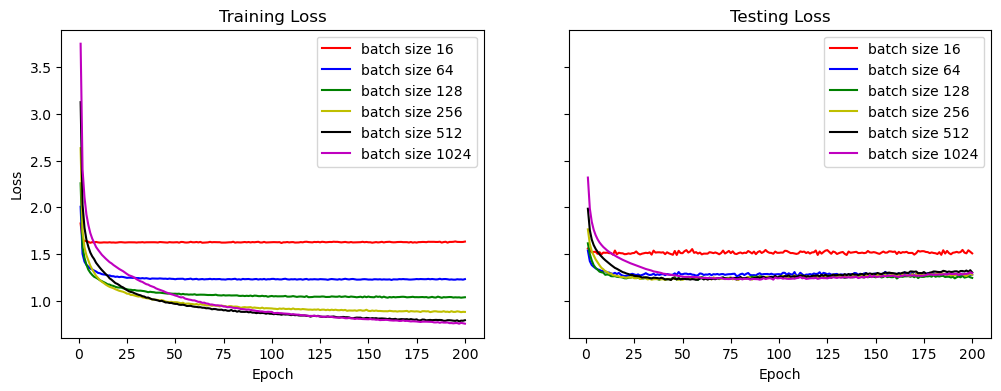 Training Loss
Testing Loss
batch size 16
batch size 64
batch size 128
batch size 256
batch size 512
batch size 1024
batch size 16
batch size 64
batch size 128
batch size 256
batch size 512
batch size 1024
3.5
3.0
2.5
2.0
1.5
1.0
Loss
0 25 50 75 100 125 150 175 200
0 25 50 75 100 125 150 175 200
Epoch
Epoch